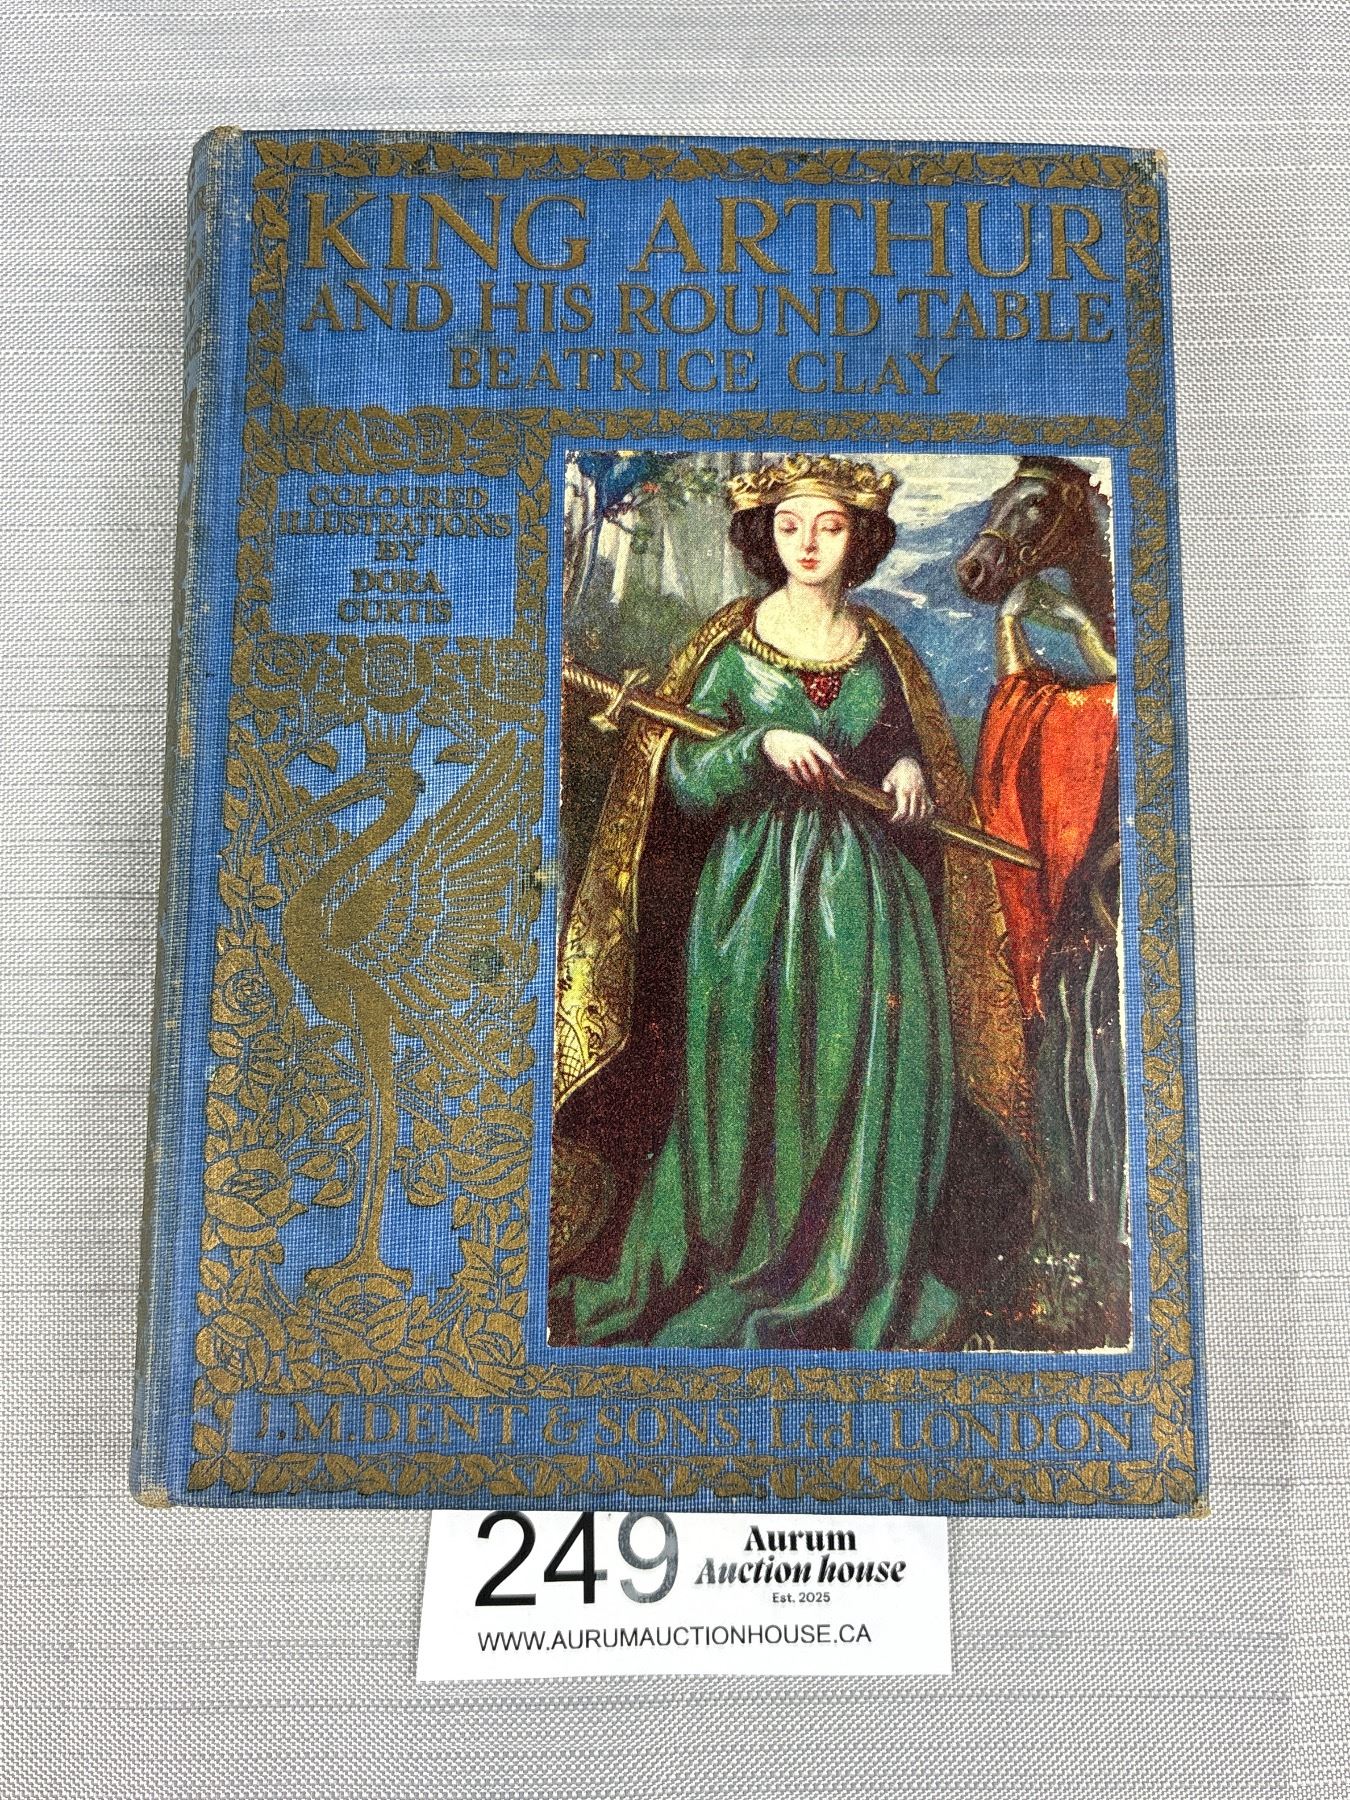 KING ARTHUR
AND HIS ROUND TABLE
BEATRICE CLAY
COLOURED
ILLUSTRATIONS
BY
DORA
CURTIS
J. M. DENT & SONS, Ltd., LONDON
249
Aurum
Auction house
Est. 2025
WWW.AURUMAUCTIONHOUSE.CA